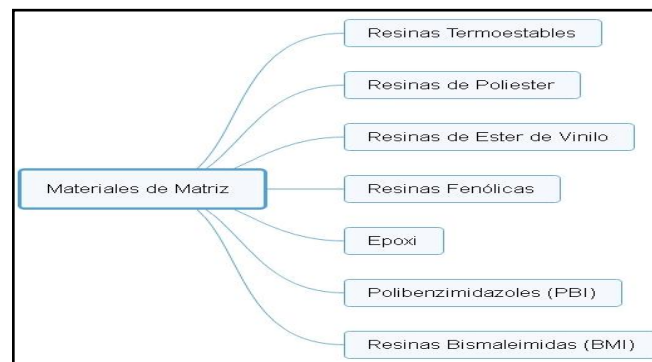 Resinas Termoestables
Resinas de Poliester
Resinas de Ester de Vinilo
Materiales de Matriz
Resinas Fenólicas
Epoxi
Polibenzimidazoles (PBI)
Resinas Bismaleimidas (BMI)